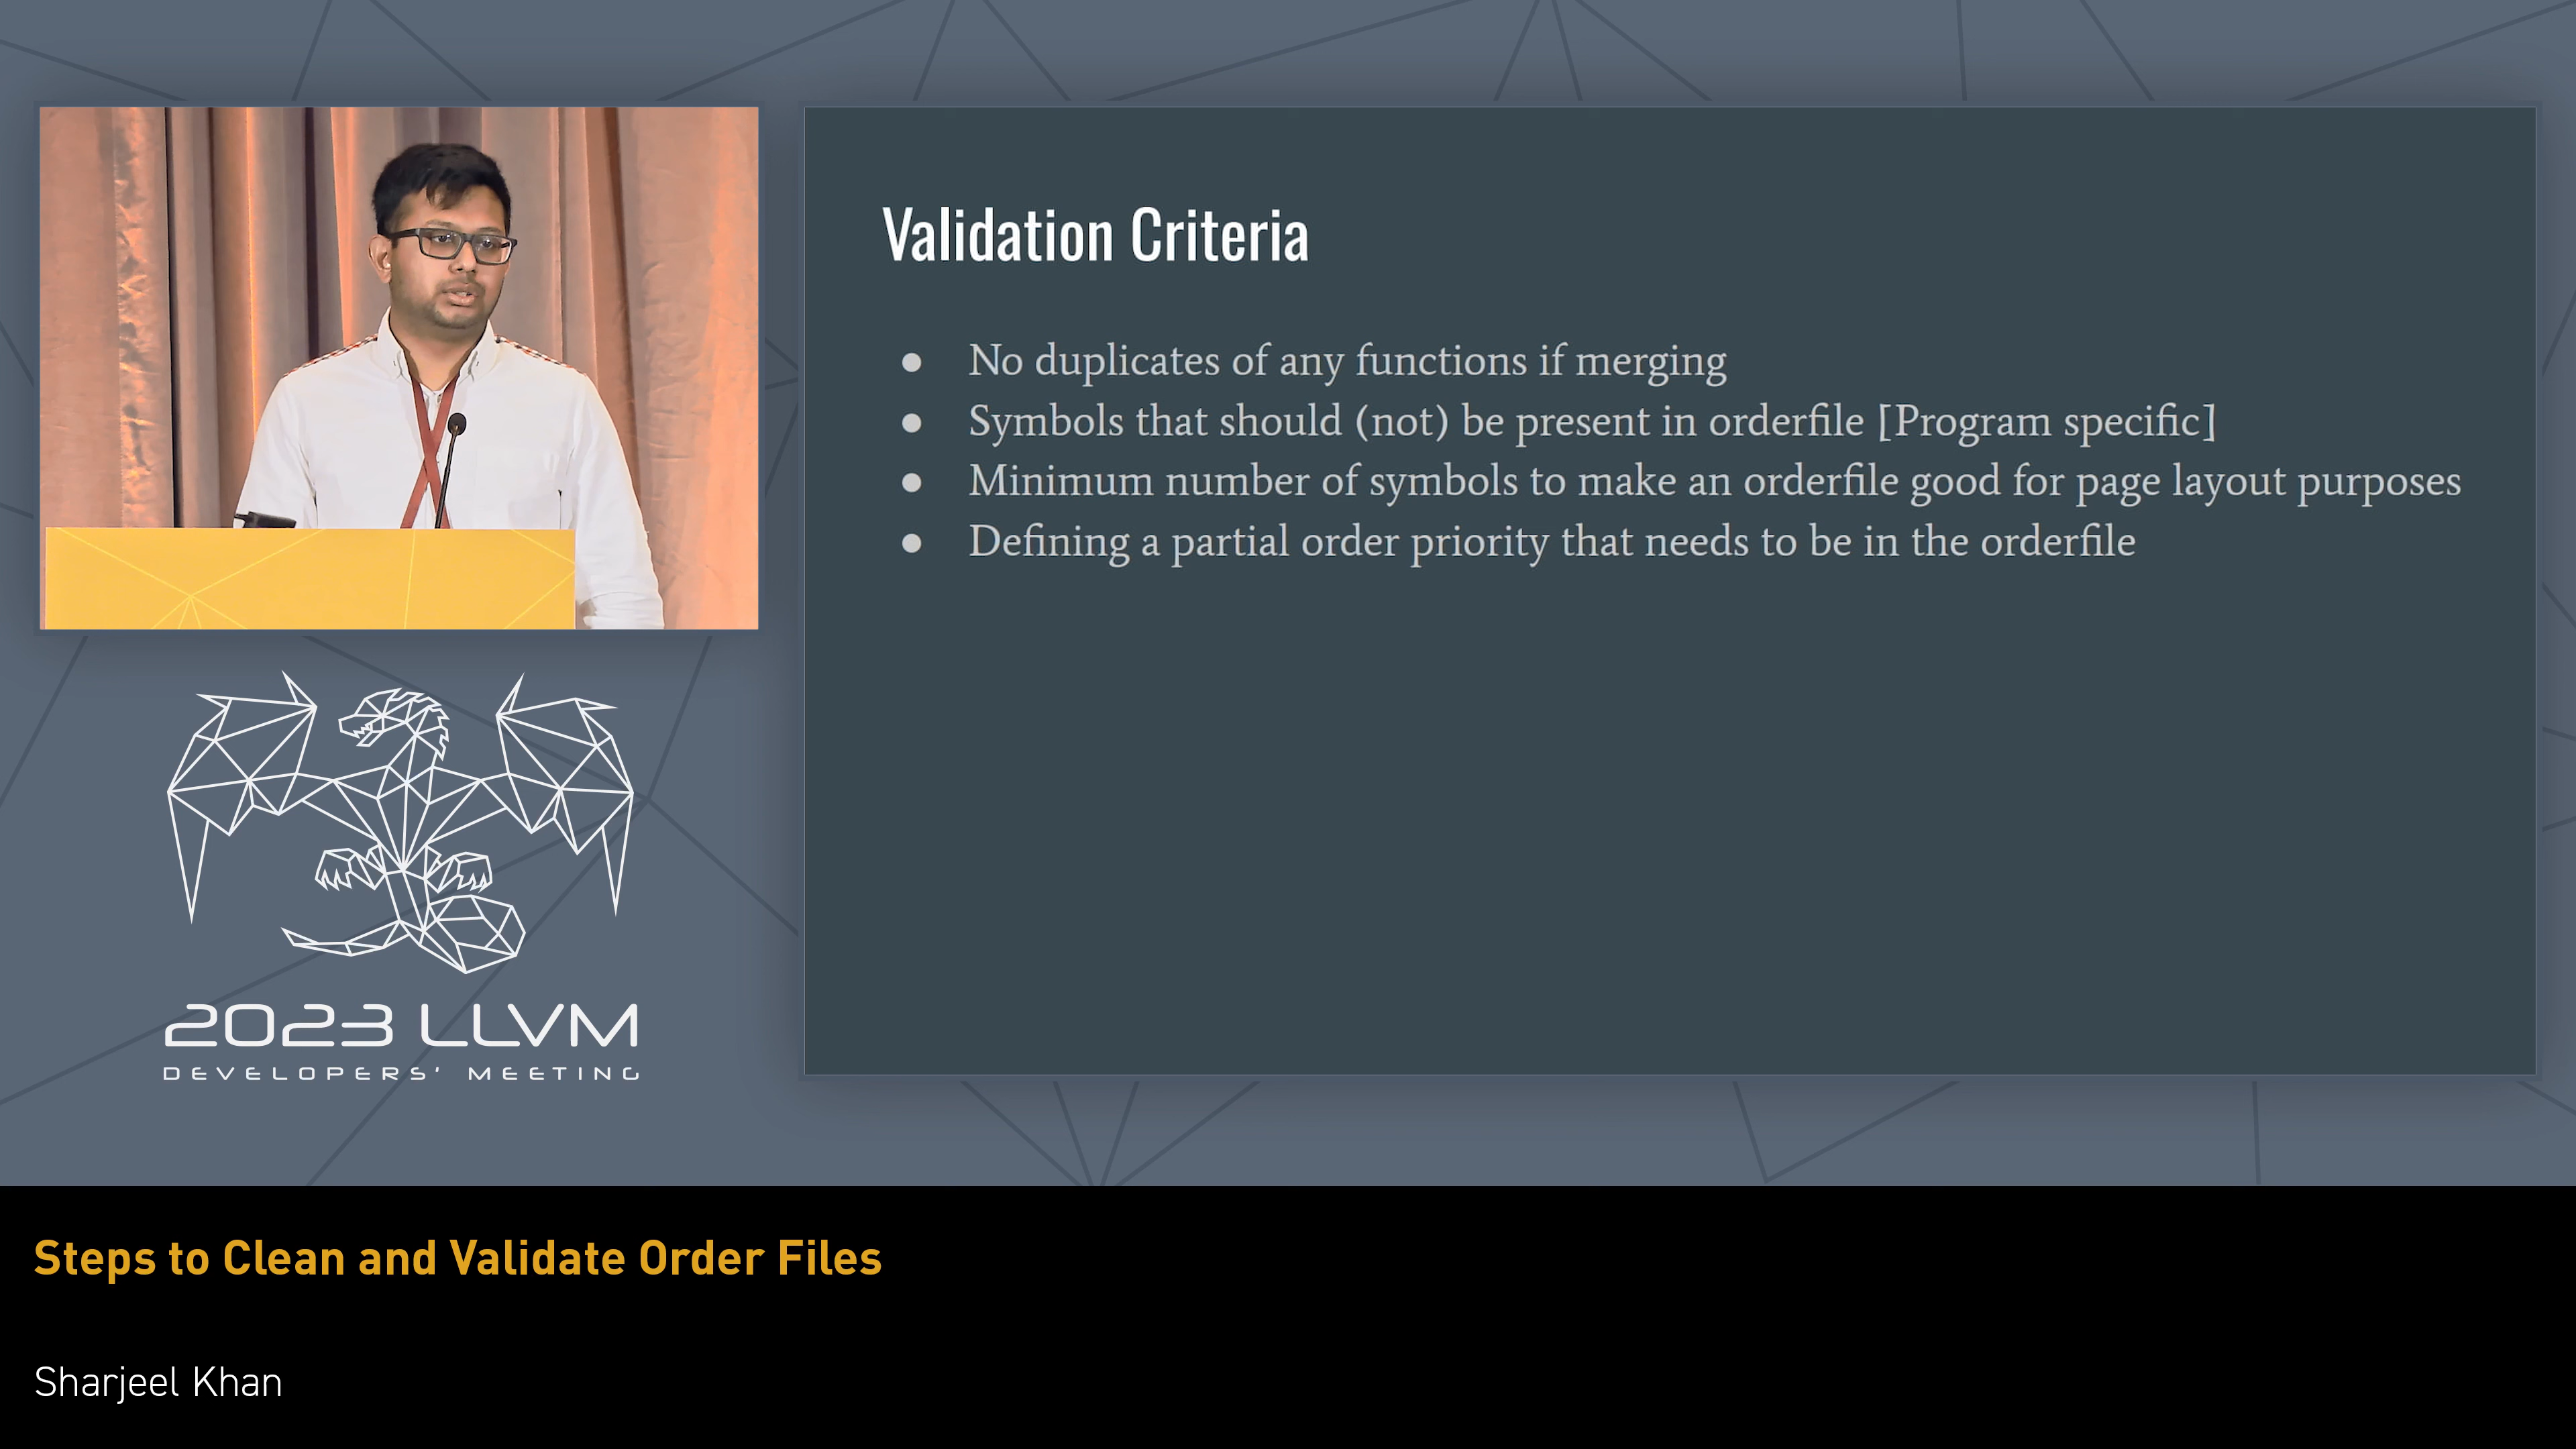 Validation Criteria
● No duplicates of any functions if merging
● Symbols that should (not) be present in orderfile [Program specific]
● Minimum number of symbols to make an orderfile good for page layout purposes
● Defining a partial order priority that needs to be in the orderfile
2023 LLVM
DEVELOPERS' MEETING
Steps to Clean and Validate Order Files
Sharjeel Khan